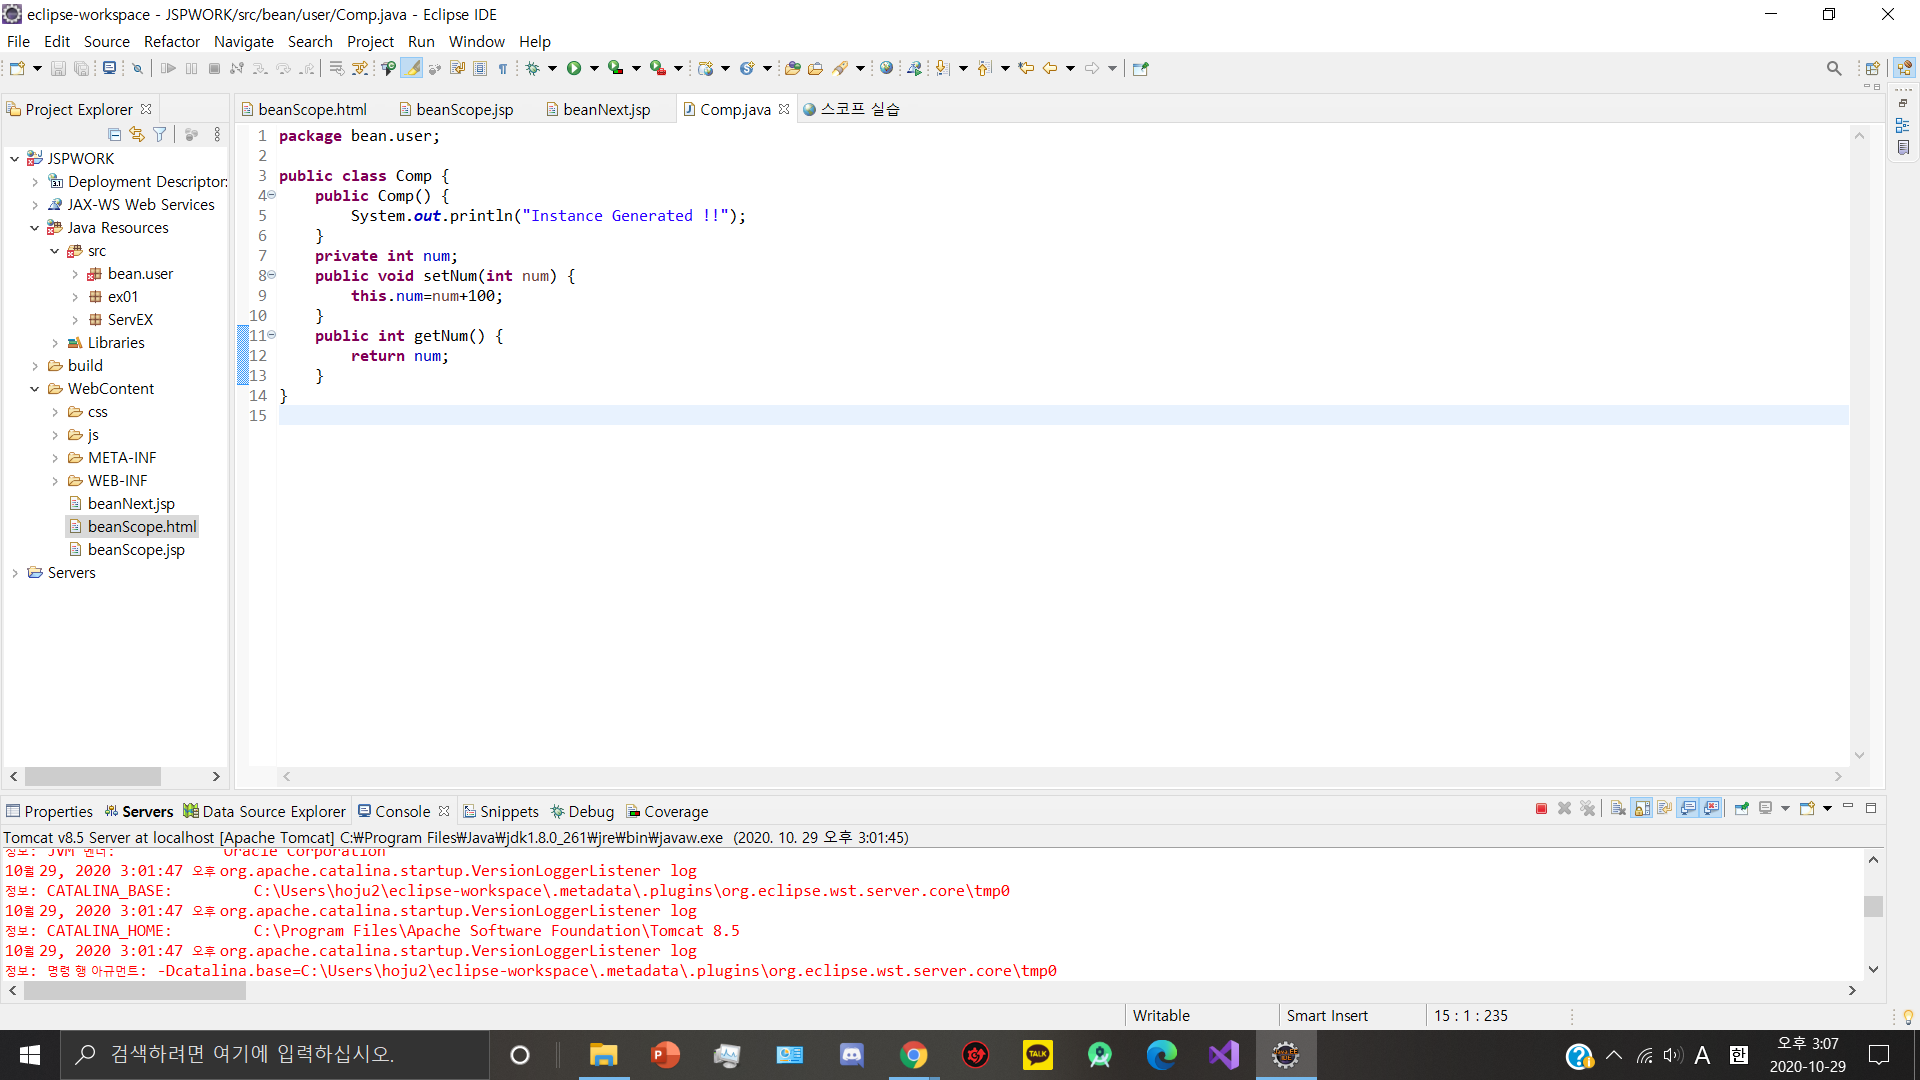 eclipse-workspace - JSPWORK/src/bean/user/Comp.java - Eclipse IDE
File Edit Source Refactor Navigate Search Project Run Window Help
Project Explorer
JSPWORK
Deployment Descriptor:
JAX-WS Web Services
Java Resources
src
bean.user
ex01
ServEX
Libraries
build
WebContent
css
js
META-INF
WEB-INF
beanNext.jsp
beanScope.html
beanScope.jsp
Servers
beanScope.html beanScope.jsp beanNext.jsp Comp.java 스코프 실습
1 package bean.user;
2
3 public class Comp {
4 public Comp() {
5 System.out.println("Instance Generated !!");
6 }
7 private int num;
8 public void setNum(int num) {
9 this.num=num+100;
10 }
11 public int getNum() {
12 return num;
13 }
14 }
15
Properties Servers Data Source Explorer Console Snippets Debug Coverage
Tomcat v8.5 Server at localhost [Apache Tomcat] C:₩Program Files₩Java₩jdk1.8.0_261₩jre₩bin₩javaw.exe (2020. 10. 29 오후 3:01:45)
정보: JVM 벤더: Oracle Corporation
10월 29, 2020 3:01:47 오후 org.apache.catalina.startup.VersionLoggerListener log
정보: CATALINA_BASE: C:\Users\hoju2\eclipse-workspace\.metadata\.plugins\org.eclipse.wst.server.core\tmp0
10월 29, 2020 3:01:47 오후 org.apache.catalina.startup.VersionLoggerListener log
정보: CATALINA_HOME: C:\Program Files\Apache Software Foundation\Tomcat 8.5
10월 29, 2020 3:01:47 오후 org.apache.catalina.startup.VersionLoggerListener log
정보: 명령 행 아규먼트: -Dcatalina.base=C:\Users\hoju2\eclipse-workspace\.metadata\.plugins\org.eclipse.wst.server.core\tmp0
Writable Smart Insert 15 : 1 : 235
검색하려면 여기에 입력하십시오.
TALK
A 한
오후 3:07
2020-10-29